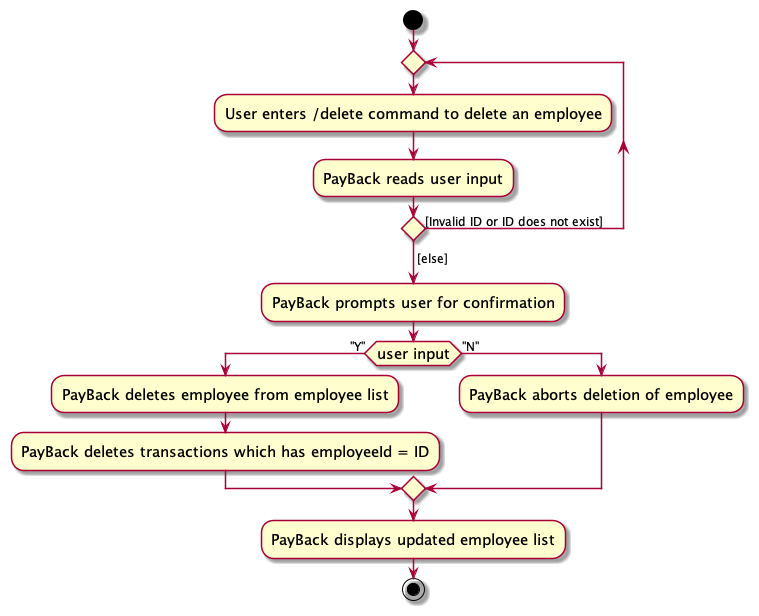 User enters /delete command to delete an employee
PayBack reads user input
[Invalid ID or ID does not exist]
[else]
PayBack prompts user for confirmation
"Y"
user input
"N"
PayBack deletes employee from employee list
PayBack aborts deletion of employee
PayBack deletes transactions which has employeeId = ID
PayBack displays updated employee list